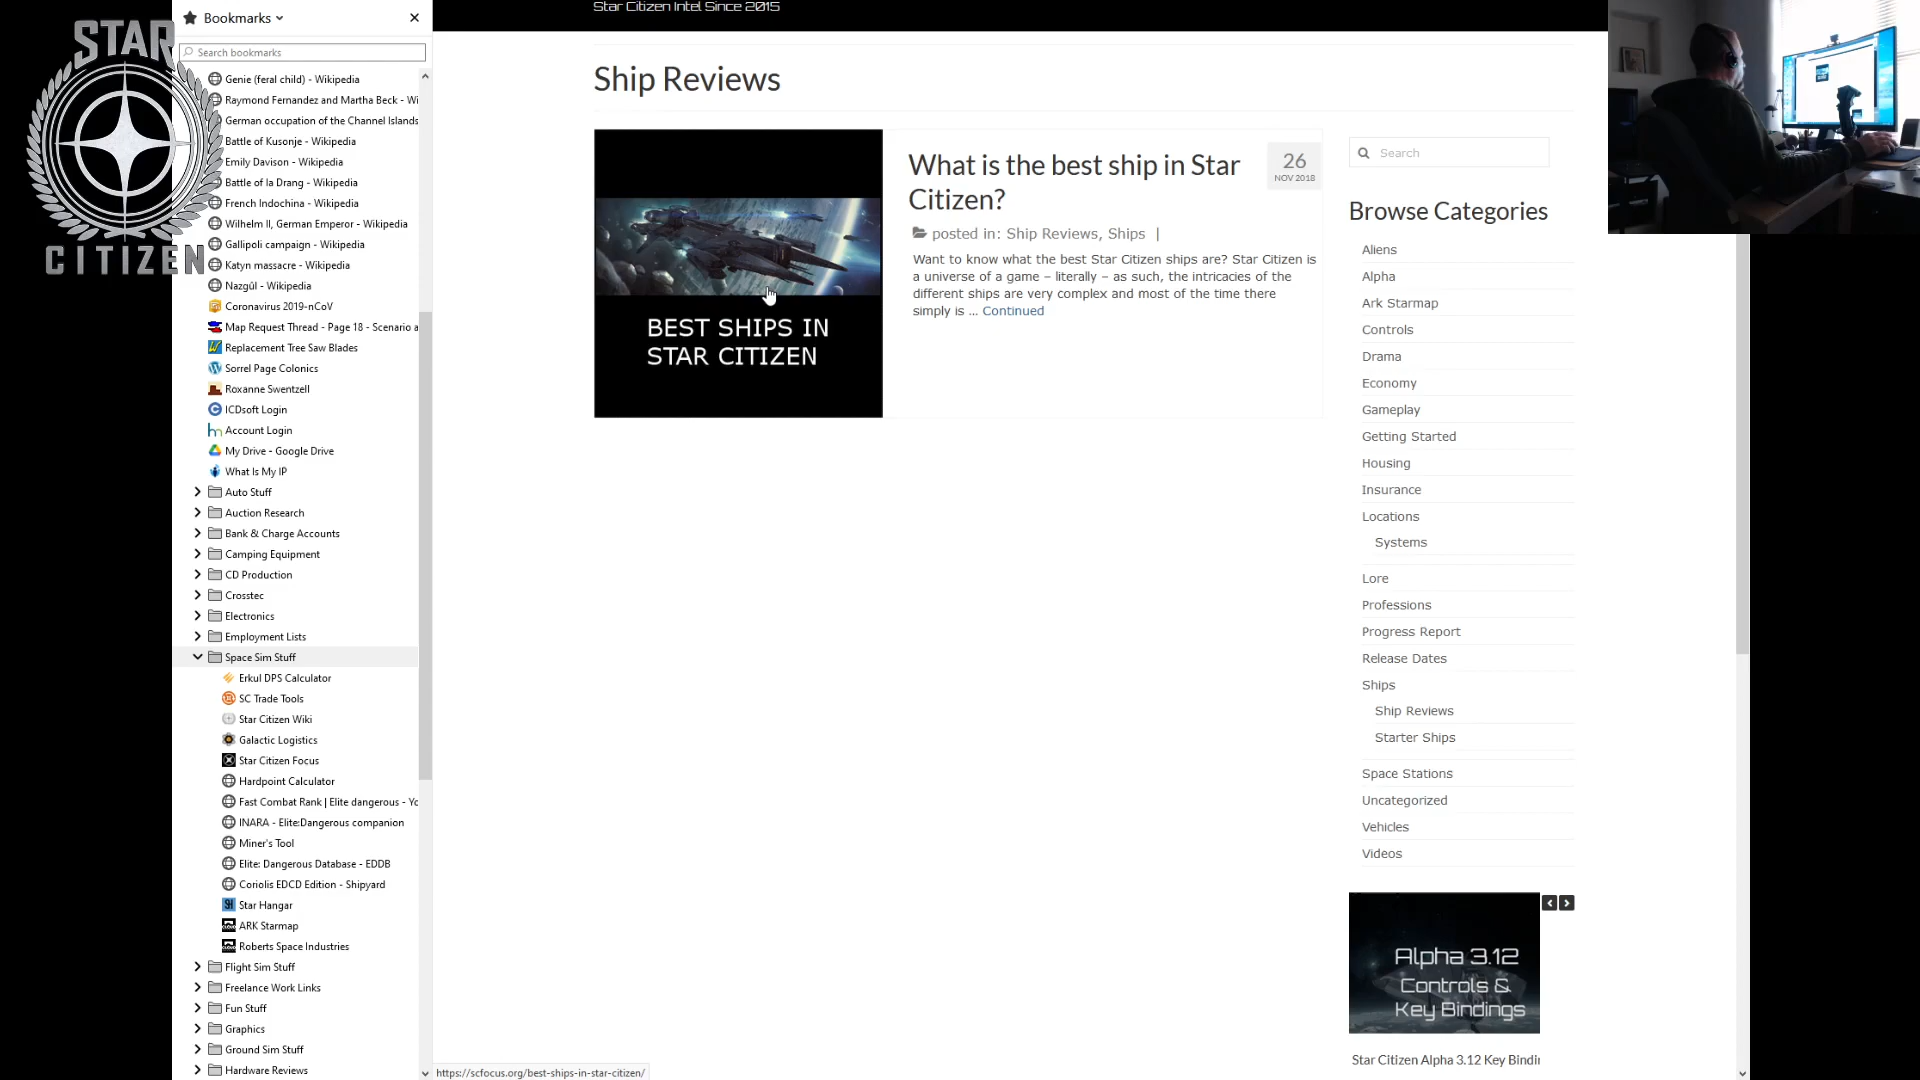 STAR
CITIZEN
Bookmarks
Search bookmarks
Genie (feral child) - Wikipedia
Raymond Fernandez and Martha Beck - Wi
German occupation of the Channel Islands
Battle of Kusonje - Wikipedia
Emily Davison - Wikipedia
Battle of Ia Drang - Wikipedia
French Indochina - Wikipedia
Wilhelm II, German Emperor - Wikipedia
Gallipoli campaign - Wikipedia
Katyn massacre - Wikipedia
Nazgûl - Wikipedia
Coronavirus 2019-nCoV
Map Request Thread - Page 18 - Scenario a
Replacement Tree Saw Blades
Sorrel Page Colonics
Roxanne Swentzell
ICDsoft Login
Account Login
My Drive - Google Drive
What Is My IP
Auto Stuff
Auction Research
Bank & Charge Accounts
Camping Equipment
CD Production
Crosstec
Electronics
Employment Lists
Space Sim Stuff
Erkul DPS Calculator
SC Trade Tools
Star Citizen Wiki
Galactic Logistics
Star Citizen Focus
Hardpoint Calculator
Fast Combat Rank | Elite dangerous - Yo
INARA - Elite:Dangerous companion
Miner's Tool
Elite: Dangerous Database - EDDB
Coriolis EDCD Edition - Shipyard
Star Hangar
ARK Starmap
Roberts Space Industries
Flight Sim Stuff
Freelance Work Links
Fun Stuff
Graphics
Ground Sim Stuff
Hardware Reviews
Star Citizen Intel Since 2015
Ship Reviews
BEST SHIPS IN
STAR CITIZEN
What is the best ship in Star
Citizen?
26
NOV 2018
posted in: Ship Reviews, Ships |
Want to know what the best Star Citizen ships are? Star Citizen is
a universe of a game – literally – as such, the intricacies of the
different ships are very complex and most of the time there
simply is ... Continued
Search
Browse Categories
Aliens
Alpha
Ark Starmap
Controls
Drama
Economy
Gameplay
Getting Started
Housing
Insurance
Locations
Systems
Lore
Professions
Progress Report
Release Dates
Ships
Ship Reviews
Starter Ships
Space Stations
Uncategorized
Vehicles
Videos
Alpha 3.12
Controls &
Key Bindings
Star Citizen Alpha 3.12 Key Bindin
https://scfocus.org/best-ships-in-star-citizen/